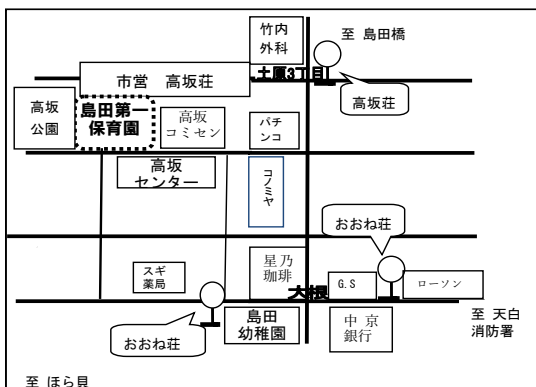 竹内
外科
至 島田橋
土原3丁目
市営 高坂荘
高坂荘
高坂
公園
島田第一
保育園
高坂
コミセン
パチ
ンコ
高坂
センター
コノミヤ
おおね荘
スギ
薬局
星乃
珈琲
大根
G.S
ローソン
おおね荘
島田
幼稚園
中京
銀行
至 天白
消防署
至 ほら貝